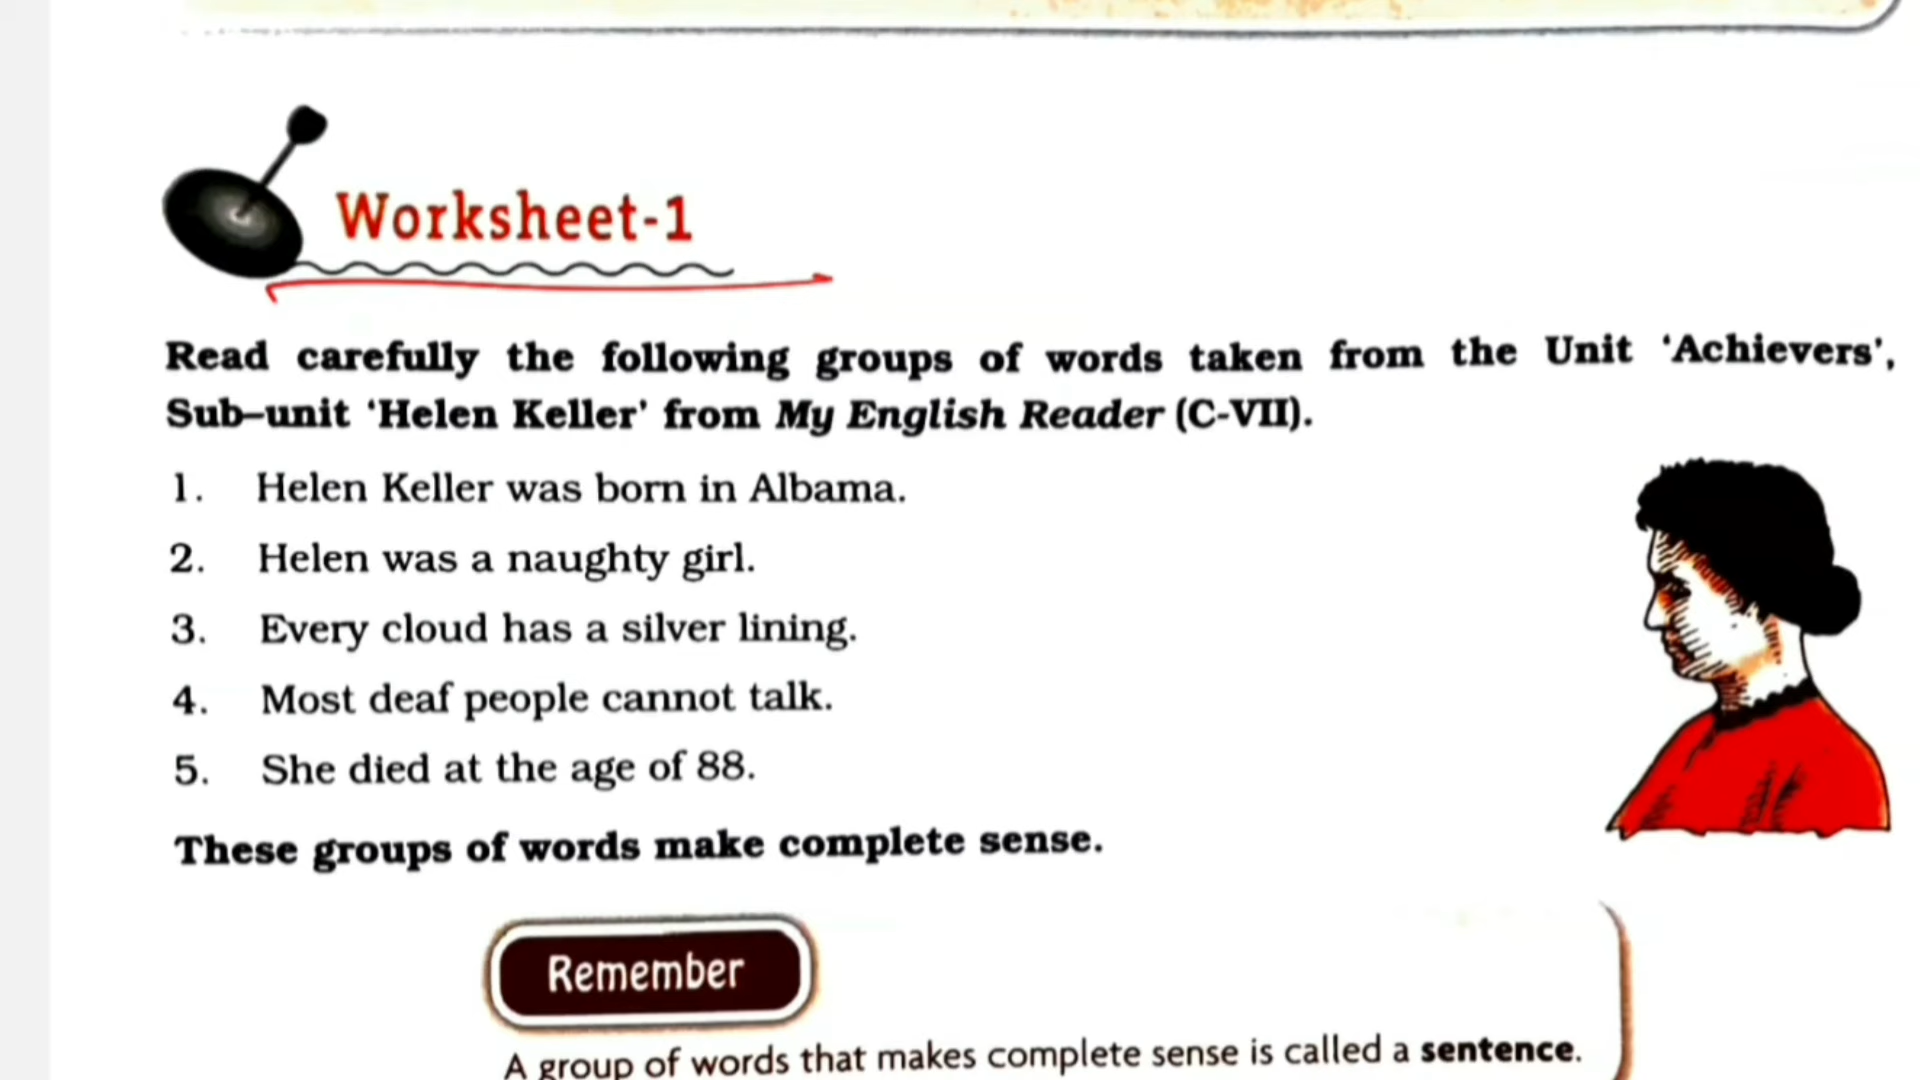 Worksheet-1
Read carefully the following groups of words taken from the Unit ‘Achievers’,
Sub–unit ‘Helen Keller’ from My English Reader (C-VII).
1. Helen Keller was born in Albama.
2. Helen was a naughty girl.
3. Every cloud has a silver lining.
4. Most deaf people cannot talk.
5. She died at the age of 88.
These groups of words make complete sense.
Remember
A group of words that makes complete sense is called a sentence.